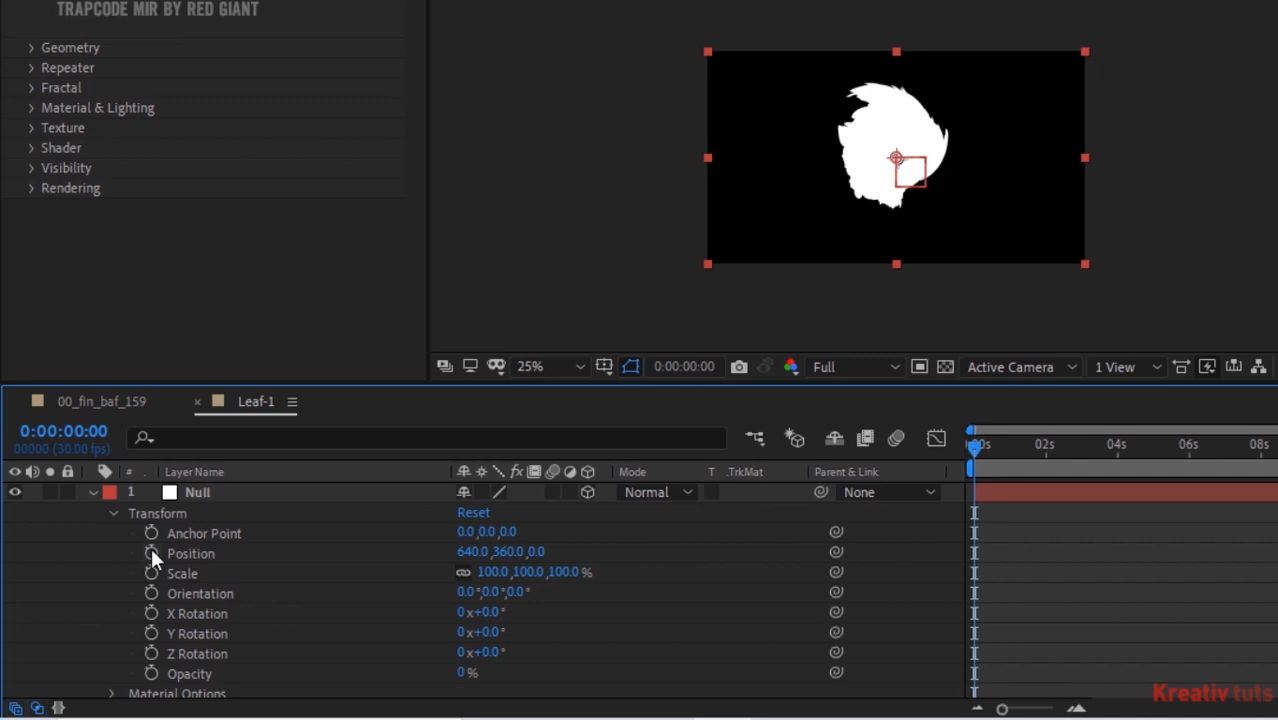 TRAPCODE MIR BY RED GIANT
Geometry
Repeater
Fractal
Material & Lighting
Texture
Shader
Visibility
Rendering
25% 0:00:00:00 Full Active Camera 1 View
00_fin_baf_159 × Leaf-1
0:00:00:00
00000 (30.00 fps)
:00s 02s 04s 06s 08s
# Layer Name fx Mode T .TrkMat Parent & Link
1 Null Normal None
Transform Reset
Anchor Point 0.0,0.0,0.0
Position 640.0,360.0,0.0
Scale 100.0,100.0,100.0 %
Orientation 0.0°,0.0°,0.0°
X Rotation 0 x+0.0°
Y Rotation 0 x+0.0°
Z Rotation 0 x+0.0°
Opacity 0 %
Material Options
Kreativ tuts